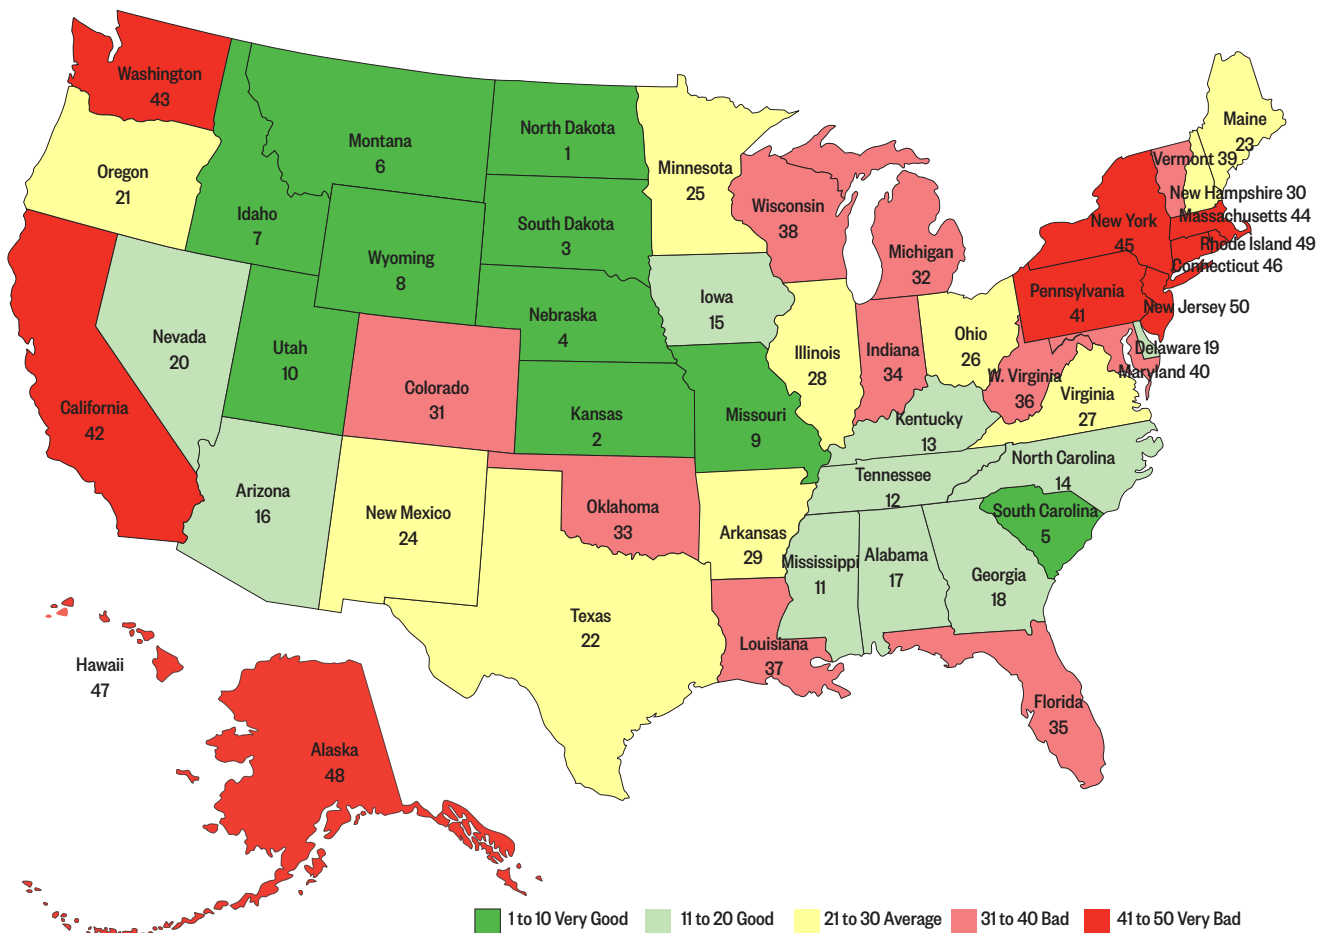 Washington
43
Oregon
21
California
42
Nevada
20
Idaho
7
Montana
6
Wyoming
8
Utah
10
Colorado
31
Arizona
16
New Mexico
24
North Dakota
1
South Dakota
3
Nebraska
4
Kansas
2
Oklahoma
33
Texas
22
Minnesota
25
Iowa
15
Missouri
9
Arkansas
29
Louisiana
37
Wisconsin
38
Illinois
28
Michigan
32
Indiana
34
Ohio
26
Kentucky
13
Tennessee
12
Mississippi
11
Alabama
17
Georgia
18
Florida
35
South Carolina
5
North Carolina
14
Virginia
27
W. Virginia
36
Pennsylvania
41
New York
45
Maine
23
Vermont 39
New Hampshire 30
Massachusetts 44
Rhode Island 49
Connecticut 46
New Jersey 50
Delaware 19
Maryland 40
Hawaii
47
Alaska
48
1 to 10 Very Good
11 to 20 Good
21 to 30 Average
31 to 40 Bad
41 to 50 Very Bad